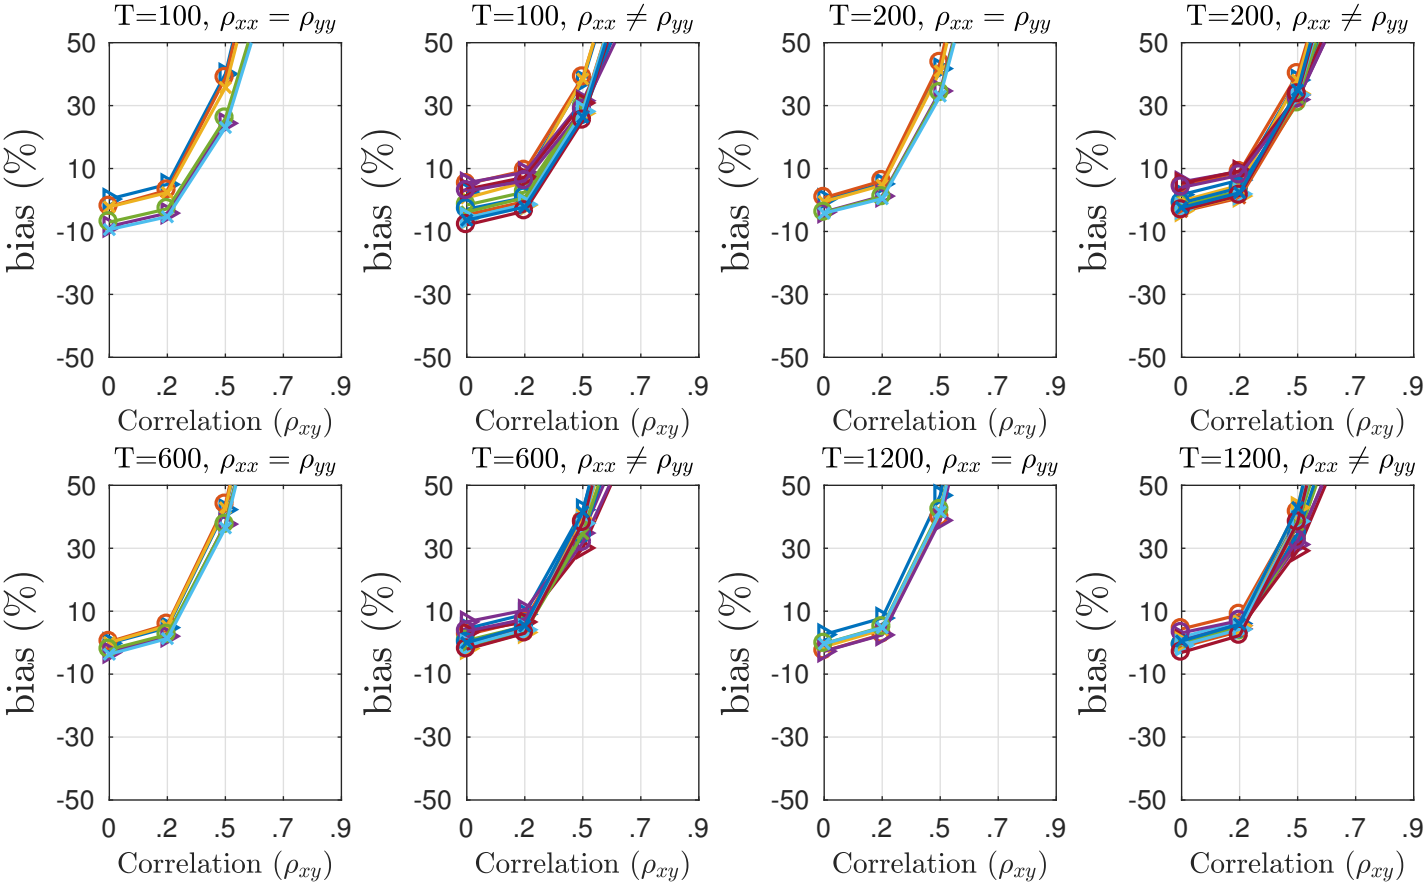 T=100, ρxx = ρyy
50
30
10
-10
-30
-50
bias (%)
0 .2 .5 .7 .9
Correlation (ρxy)
T=100, ρxx ≠ ρyy
50
30
10
-10
-30
-50
bias (%)
0 .2 .5 .7 .9
Correlation (ρxy)
T=200, ρxx = ρyy
50
30
10
-10
-30
-50
bias (%)
0 .2 .5 .7 .9
Correlation (ρxy)
T=200, ρxx ≠ ρyy
50
30
10
-10
-30
-50
bias (%)
0 .2 .5 .7 .9
Correlation (ρxy)
T=600, ρxx = ρyy
50
30
10
-10
-30
-50
bias (%)
0 .2 .5 .7 .9
Correlation (ρxy)
T=600, ρxx ≠ ρyy
50
30
10
-10
-30
-50
bias (%)
0 .2 .5 .7 .9
Correlation (ρxy)
T=1200, ρxx = ρyy
50
30
10
-10
-30
-50
bias (%)
0 .2 .5 .7 .9
Correlation (ρxy)
T=1200, ρxx ≠ ρyy
50
30
10
-10
-30
-50
bias (%)
0 .2 .5 .7 .9
Correlation (ρxy)